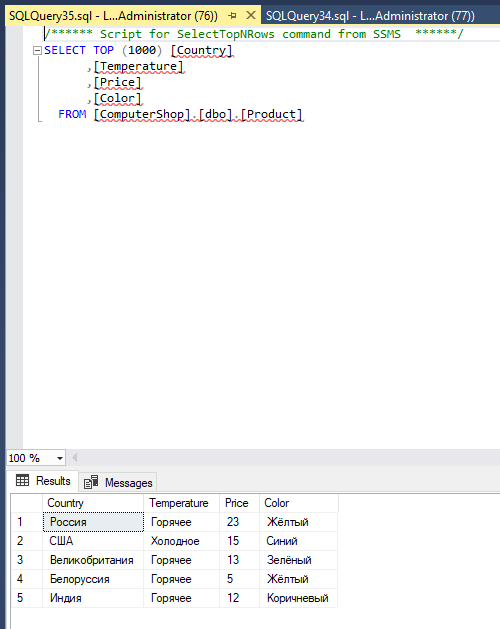 SQLQuery35.sql - L...Administrator (76)) SQLQuery34.sql - L...Administrator (77))
/****** Script for SelectTopNRows command from SSMS  ******/
SELECT TOP (1000) [Country]
,[Temperature]
,[Price]
,[Color]
FROM [ComputerShop].[dbo].[Product]
100 %
Results Messages
Country Temperature Price Color
1 Россия Горячее 23 Жёлтый
2 США Холодное 15 Синий
3 Великобритания Горячее 13 Зелёный
4 Белоруссия Горячее 5 Жёлтый
5 Индия Горячее 12 Коричневый